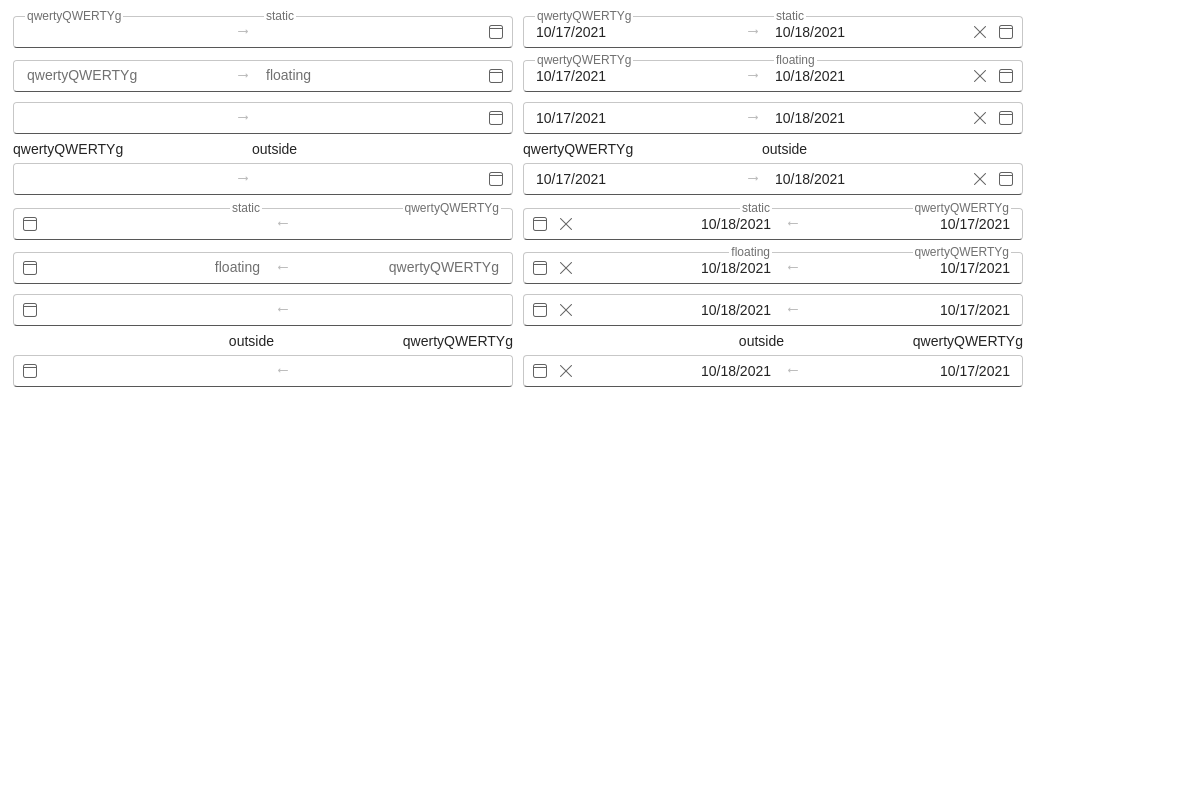 qwertyQWERTYg static qwertyQWERTYg static
→ 10/17/2021 → 10/18/2021
qwertyQWERTYg floating
qwertyQWERTYg → floating 10/17/2021 → 10/18/2021
→ 10/17/2021 → 10/18/2021
qwertyQWERTYg outside qwertyQWERTYg outside
→ 10/17/2021 → 10/18/2021
static qwertyQWERTYg static qwertyQWERTYg
← 10/18/2021 ← 10/17/2021
floating qwertyQWERTYg
floating ← qwertyQWERTYg 10/18/2021 ← 10/17/2021
← 10/18/2021 ← 10/17/2021
outside qwertyQWERTYg outside qwertyQWERTYg
← 10/18/2021 ← 10/17/2021